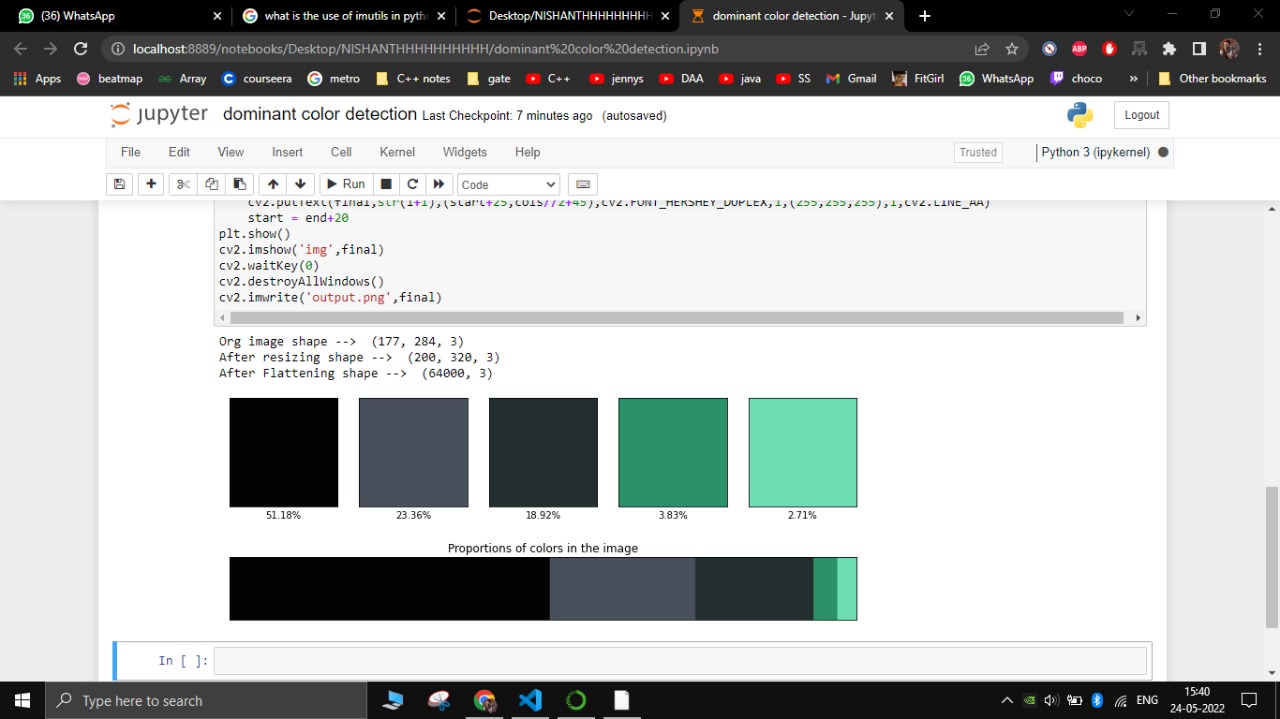 (36) WhatsApp
what is the use of imutils in pyth
Desktop/NISHANTHHHHHHHHH
dominant color detection - Jupyt
localhost:8889/notebooks/Desktop/NISHANTHHHHHHHHHHH/dominant%20color%20detection.ipynb
ABP
Apps
beatmap
Array
courseera
metro
C++ notes
gate
C++
jennys
DAA
java
SS
Gmail
FitGirl
WhatsApp
choco
»
Other bookmarks
jupyter dominant color detection Last Checkpoint: 7 minutes ago (autosaved)
Logout
File Edit View Insert Cell Kernel Widgets Help
Trusted
Python 3 (ipykernel)
Run
Code
cv2.putText(final,str(i+1),(start+25,cols//2+45),cv2.FONT_HERSHEY_DUPLEX,1,(255,255,255),1,cv2.LINE_AA)
start = end+20
plt.show()
cv2.imshow('img',final)
cv2.waitKey(0)
cv2.destroyAllWindows()
cv2.imwrite('output.png',final)
Org image shape --> (177, 284, 3)
After resizing shape --> (200, 320, 3)
After Flattening shape --> (64000, 3)
51.18% 23.36% 18.92% 3.83% 2.71%
Proportions of colors in the image
In [ ]:
Type here to search
ENG
15:40
24-05-2022